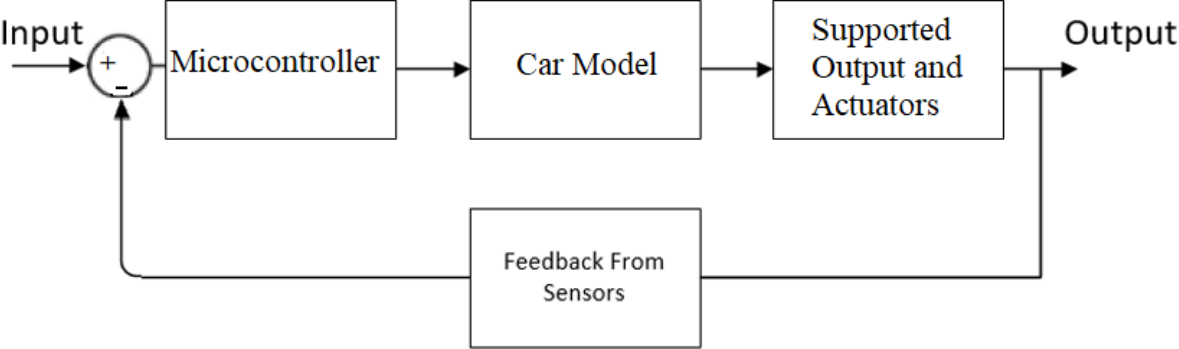 Input
+
-
Microcontroller
Car Model
Supported
Output and
Actuators
Output
Feedback From
Sensors